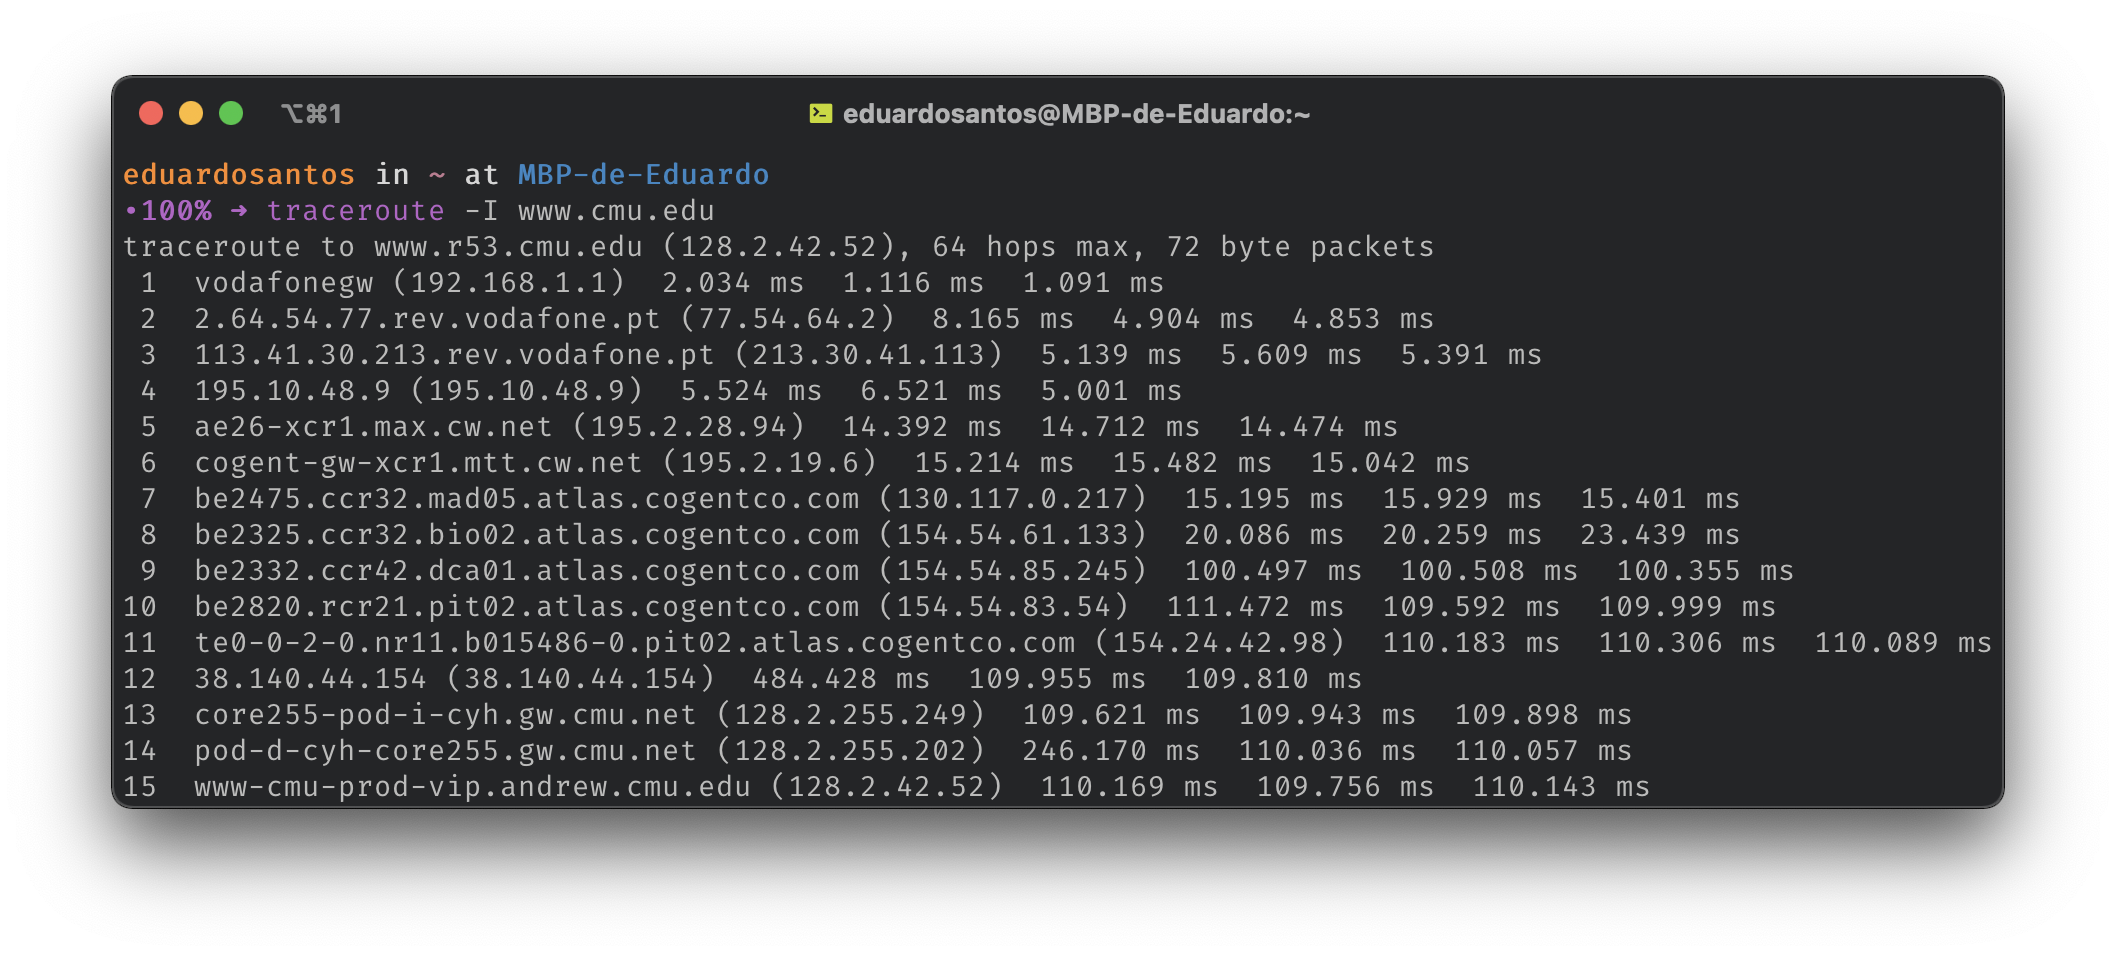 ⌥⌘1
eduardosantos@MBP-de-Eduardo:~
eduardosantos in ~ at MBP-de-Eduardo
•100% → traceroute -I www.cmu.edu
traceroute to www.r53.cmu.edu (128.2.42.52), 64 hops max, 72 byte packets
1 vodafonegw (192.168.1.1) 2.034 ms 1.116 ms 1.091 ms
2 2.64.54.77.rev.vodafone.pt (77.54.64.2) 8.165 ms 4.904 ms 4.853 ms
3 113.41.30.213.rev.vodafone.pt (213.30.41.113) 5.139 ms 5.609 ms 5.391 ms
4 195.10.48.9 (195.10.48.9) 5.524 ms 6.521 ms 5.001 ms
5 ae26-xcr1.max.cw.net (195.2.28.94) 14.392 ms 14.712 ms 14.474 ms
6 cogent-gw-xcr1.mtt.cw.net (195.2.19.6) 15.214 ms 15.482 ms 15.042 ms
7 be2475.ccr32.mad05.atlas.cogentco.com (130.117.0.217) 15.195 ms 15.929 ms 15.401 ms
8 be2325.ccr32.bio02.atlas.cogentco.com (154.54.61.133) 20.086 ms 20.259 ms 23.439 ms
9 be2332.ccr42.dca01.atlas.cogentco.com (154.54.85.245) 100.497 ms 100.508 ms 100.355 ms
10 be2820.rcr21.pit02.atlas.cogentco.com (154.54.83.54) 111.472 ms 109.592 ms 109.999 ms
11 te0-0-2-0.nr11.b015486-0.pit02.atlas.cogentco.com (154.24.42.98) 110.183 ms 110.306 ms 110.089 ms
12 38.140.44.154 (38.140.44.154) 484.428 ms 109.955 ms 109.810 ms
13 core255-pod-i-cyh.gw.cmu.net (128.2.255.249) 109.621 ms 109.943 ms 109.898 ms
14 pod-d-cyh-core255.gw.cmu.net (128.2.255.202) 246.170 ms 110.036 ms 110.057 ms
15 www-cmu-prod-vip.andrew.cmu.edu (128.2.42.52) 110.169 ms 109.756 ms 110.143 ms